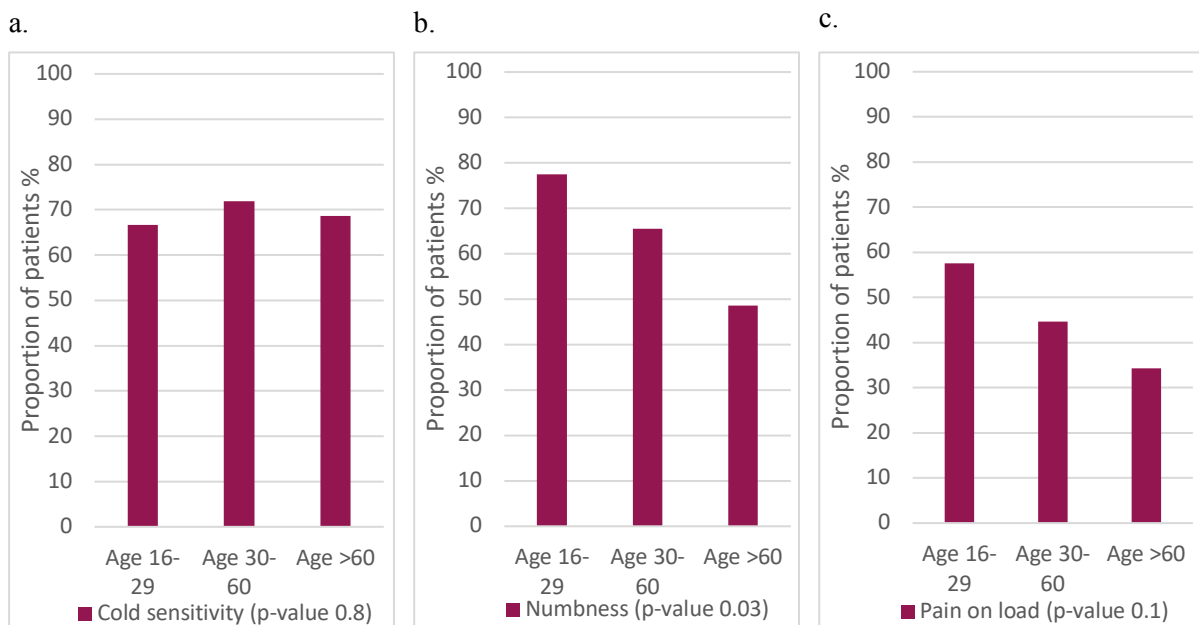 a.
Proportion of patients %
100
90
80
70
60
50
40
30
20
10
0
Age 16-
29
Age 30-
60
Age >60
Cold sensitivity (p-value 0.8)
b.
Proportion of patients %
100
90
80
70
60
50
40
30
20
10
0
Age 16-
29
Age 30-
60
Age >60
Numbness (p-value 0.03)
c.
Proportion of patients %
100
90
80
70
60
50
40
30
20
10
0
Age 16-
29
Age 30-
60
Age >60
Pain on load (p-value 0.1)